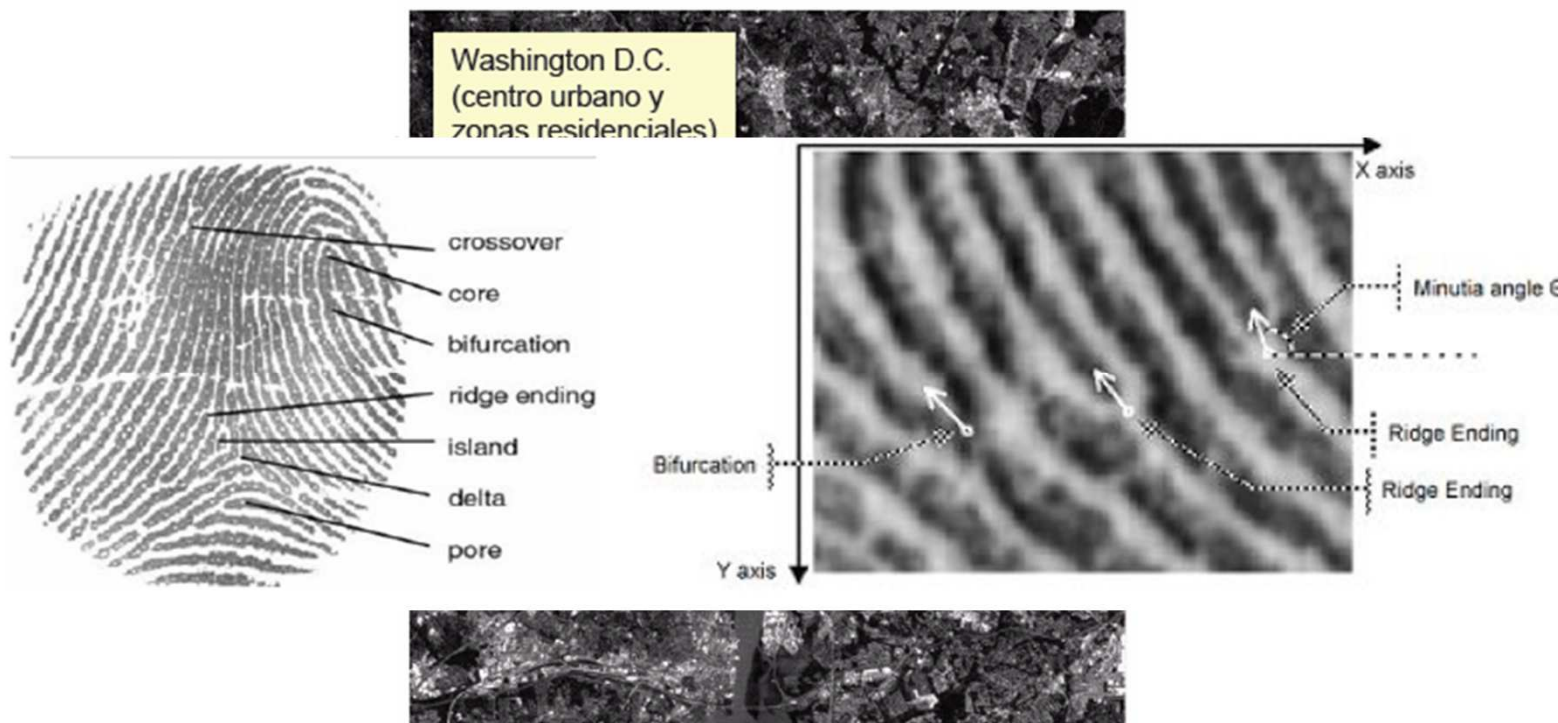 Washington D.C.
(centro urbano y
zonas residenciales)
crossover
core
bifurcation
ridge ending
island
delta
pore
X axis
Minutia angle Θ
Ridge Ending
Ridge Ending
Bifurcation
Y axis